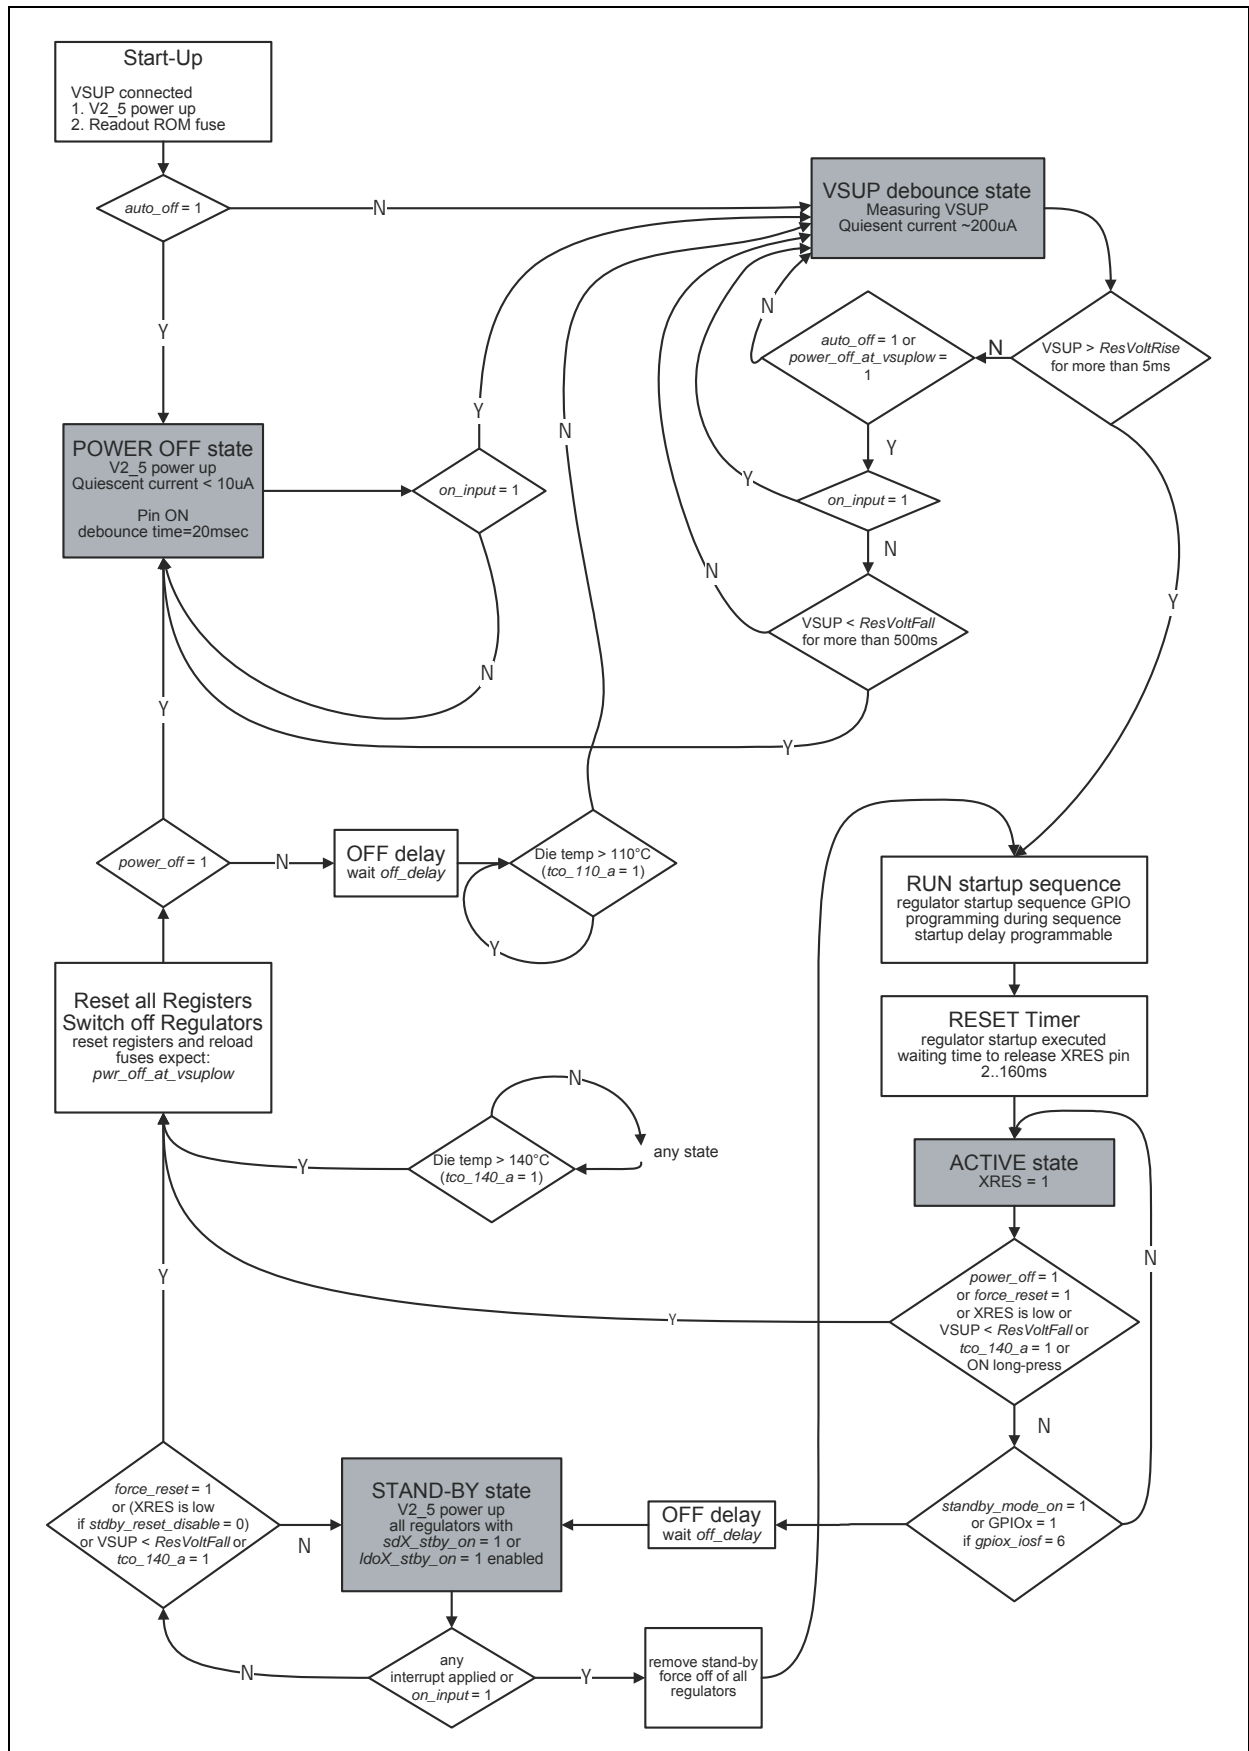 Start-Up
VSUP connected
1. V2_5 power up
2. Readout ROM fuse
auto_off = 1
N
Y
VSUP debounce state
Measuring VSUP
Quiesent current ~200uA
VSUP > ResVoltRise
for more than 5ms
N
Y
auto_off = 1 or
power_off_at_vsuplow =
1
N
Y
on_input = 1
Y
N
VSUP < ResVoltFall
for more than 500ms
N
Y
POWER OFF state
V2_5 power up
Quiescent current < 10uA
Pin ON
debounce time=20msec
on_input = 1
Y
N
N
Y
power_off = 1
N
OFF delay
wait off_delay
Die temp > 110°C
(tco_110_a = 1)
Y
RUN startup sequence
regulator startup sequence GPIO
programming during sequence
startup delay programmable
Reset all Registers
Switch off Regulators
reset registers and reload
fuses expect:
pwr_off_at_vsuplow
RESET Timer
regulator startup executed
waiting time to release XRES pin
2..160ms
N
any state
Die temp > 140°C
(tco_140_a = 1)
Y
ACTIVE state
XRES = 1
N
Y
power_off = 1
or force_reset = 1
or XRES is low or
VSUP < ResVoltFall or
tco_140_a = 1 or
ON long-press
Y
N
force_reset = 1
or (XRES is low
if stdby_reset_disable = 0)
or VSUP < ResVoltFall or
tco_140_a = 1
N
STAND-BY state
V2_5 power up
all regulators with
sdX_stby_on = 1 or
ldoX_stby_on = 1 enabled
OFF delay
wait off_delay
standby_mode_on = 1
or GPIOx = 1
if gpiox_iosf = 6
N
any
interrupt applied or
on_input = 1
Y
remove stand-by
force off of all
regulators